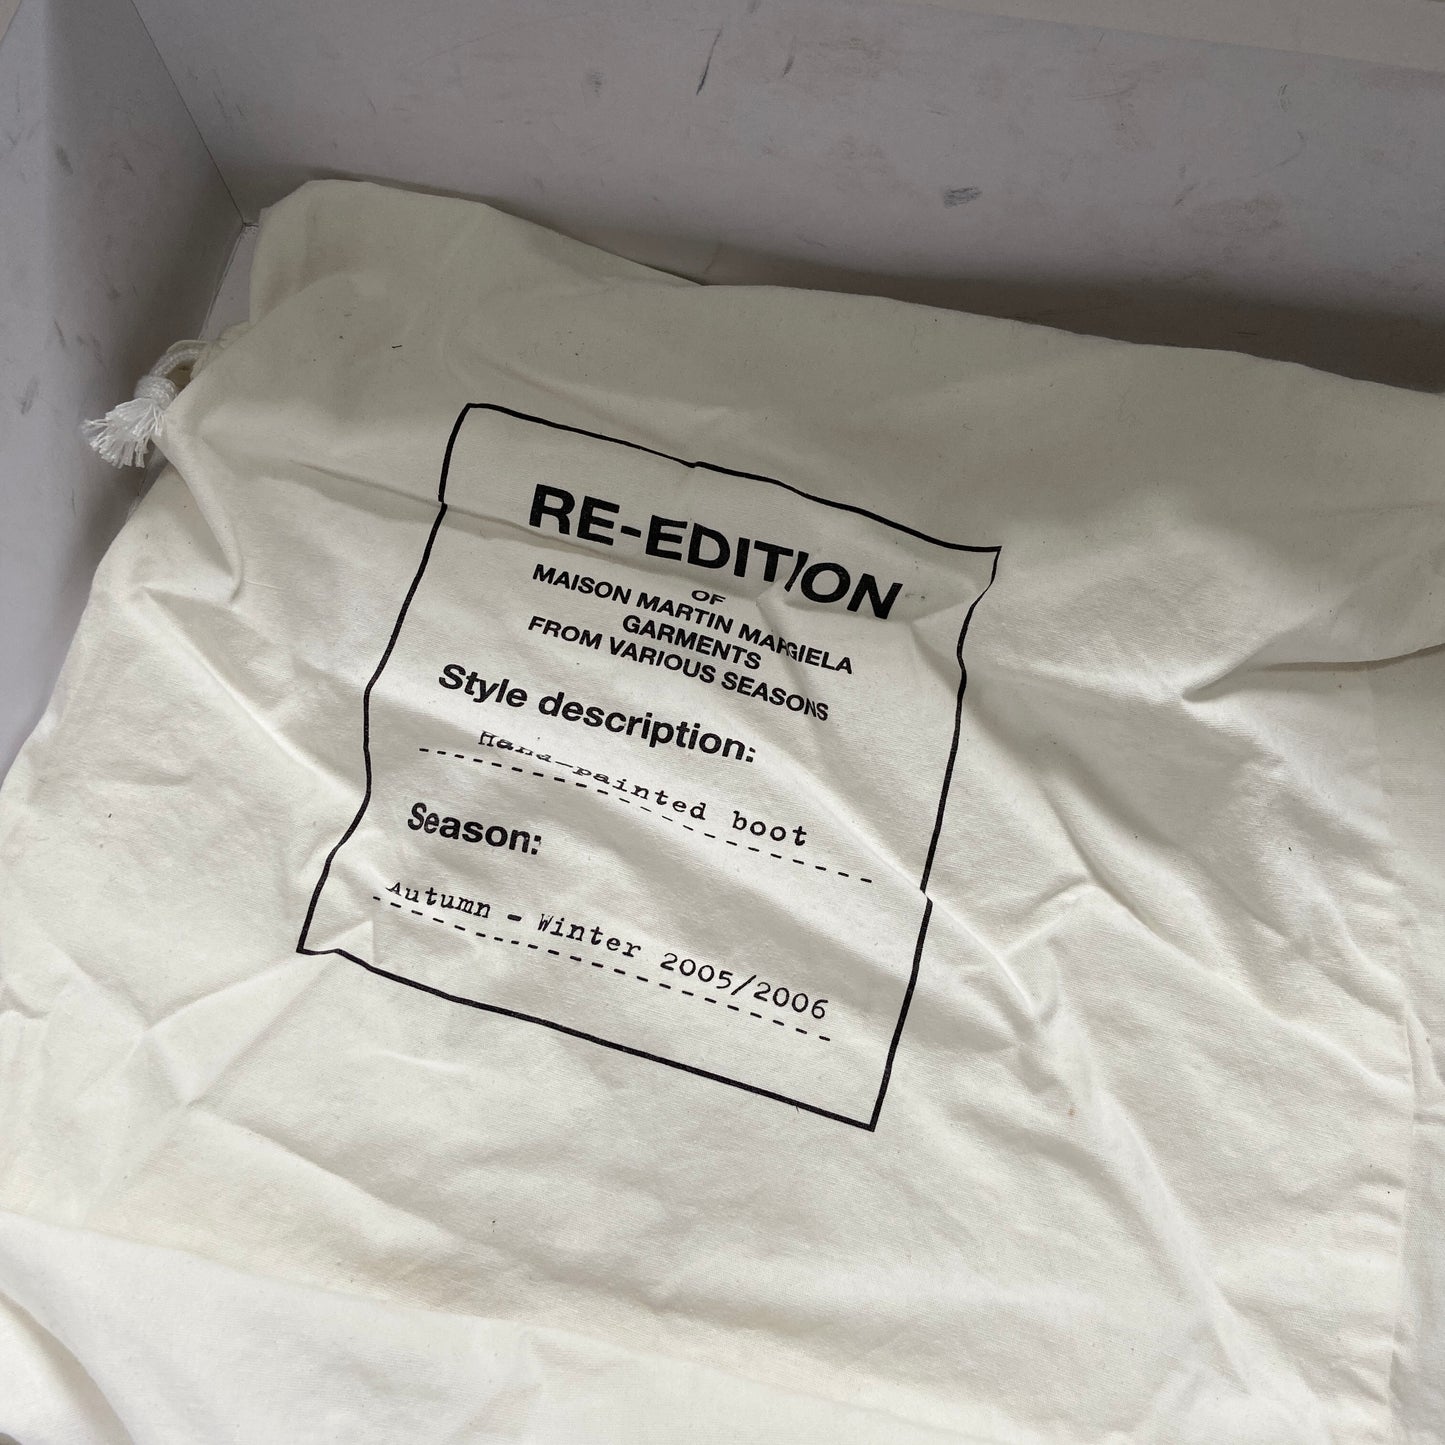 RE-EDITION
OF
MAISON MARTIN MARGIELA
GARMENTS
FROM VARIOUS SEASONS
Style description:
Hand-painted boot
Season:
Autumn - Winter 2005/2006